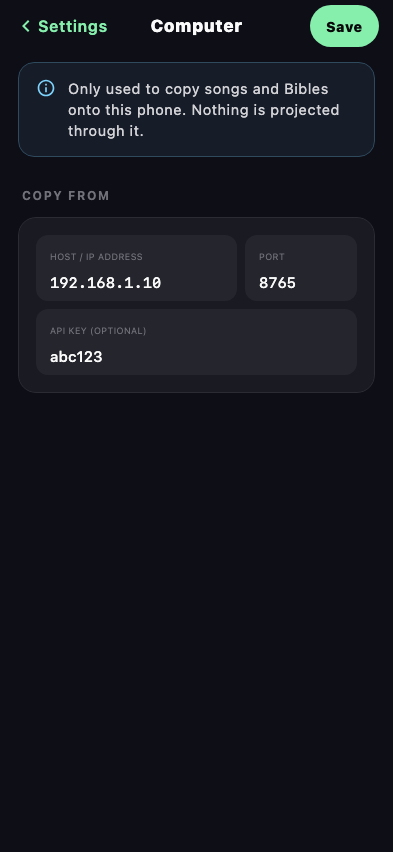 Settings
Computer
Save
Only used to copy songs and Bibles
onto this phone. Nothing is projected
through it.
COPY FROM
HOST / IP ADDRESS
192.168.1.10
PORT
8765
API KEY (OPTIONAL)
abc123